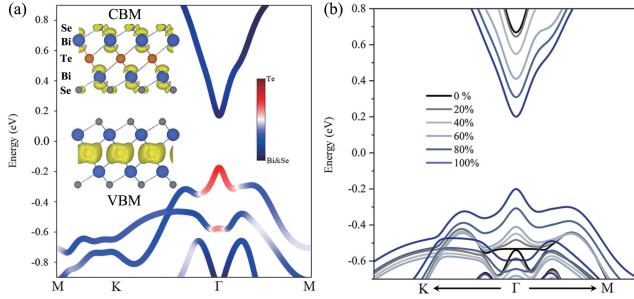 (a)
CBM
Se
Bi
Te
Bi
Se
VBM
Te
Bi&Se
Energy (eV)
0.8
0.6
0.4
0.2
0.0
-0.2
-0.4
-0.6
-0.8
M K Γ M
(b)
Energy (eV)
0.8
0.6
0.4
0.2
0.0
-0.2
-0.4
-0.6
0 %
20%
40%
60%
80%
100%
K Γ M